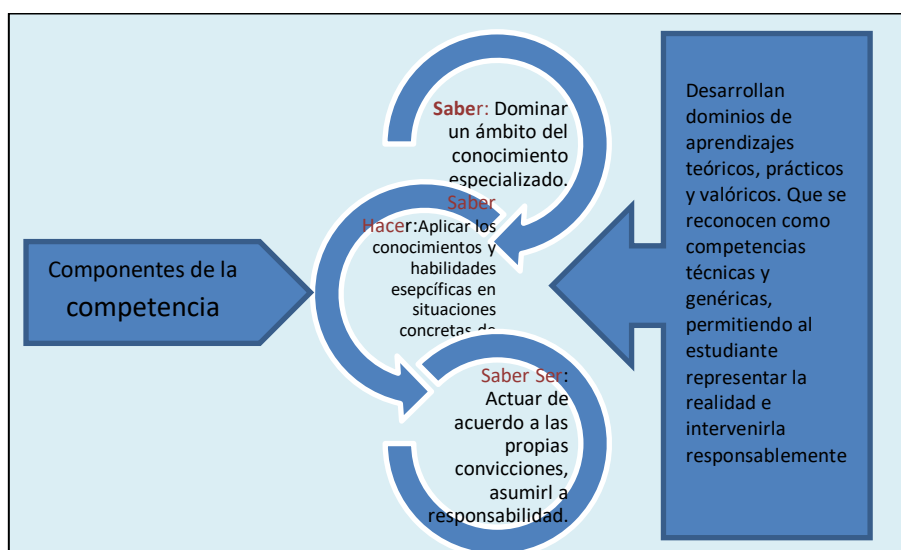 Componentes de la
competencia
Saber: Dominar
un ámbito del
conocimiento
especializado.
Saber
Hacer:Aplicar los
conocimientos y
habilidades
esepcíficas en
situaciones
concretas de
Saber Ser:
Actuar de
acuerdo a las
propias
convicciones,
asumirl a
responsabilidad.
Desarrollan
dominios de
aprendizajes
teóricos, prácticos
y valóricos. Que se
reconocen como
competencias
técnicas y
genéricas,
permitiendo al
estudiante
representar la
realidad e
intervenirla
responsablemente